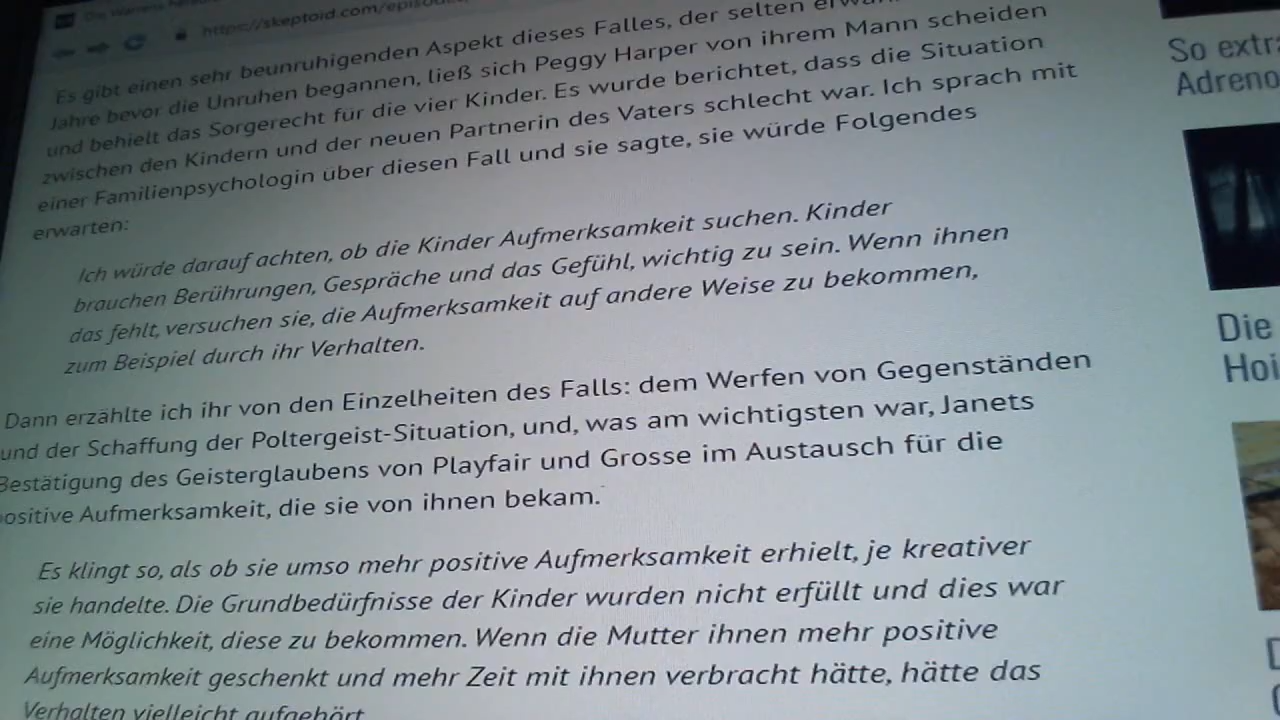 https://skeptoid.com/episodes
Es gibt einen sehr beunruhigenden Aspekt dieses Falles, der selten
Jahre bevor die Unruhen begannen, ließ sich Peggy Harper von ihrem Mann scheiden
und behielt das Sorgerecht für die vier Kinder. Es wurde berichtet, dass die Situation
zwischen den Kindern und der neuen Partnerin des Vaters schlecht war. Ich sprach mit
einer Familienpsychologin über diesen Fall und sie sagte, sie würde Folgendes
erwarten:
Ich würde darauf achten, ob die Kinder Aufmerksamkeit suchen. Kinder
brauchen Berührungen, Gespräche und das Gefühl, wichtig zu sein. Wenn ihnen
das fehlt, versuchen sie, die Aufmerksamkeit auf andere Weise zu bekommen,
zum Beispiel durch ihr Verhalten.
Dann erzählte ich ihr von den Einzelheiten des Falls: dem Werfen von Gegenständen
und der Schaffung der Poltergeist-Situation, und, was am wichtigsten war, Janets
Bestätigung des Geisterglaubens von Playfair und Grosse im Austausch für die
positive Aufmerksamkeit, die sie von ihnen bekam.
Es klingt so, als ob sie umso mehr positive Aufmerksamkeit erhielt, je kreativer
sie handelte. Die Grundbedürfnisse der Kinder wurden nicht erfüllt und dies war
eine Möglichkeit, diese zu bekommen. Wenn die Mutter ihnen mehr positive
Aufmerksamkeit geschenkt und mehr Zeit mit ihnen verbracht hätte, hätte das
Verhalten vielleicht aufgehört
So extra
Adreno
Die
Hoi